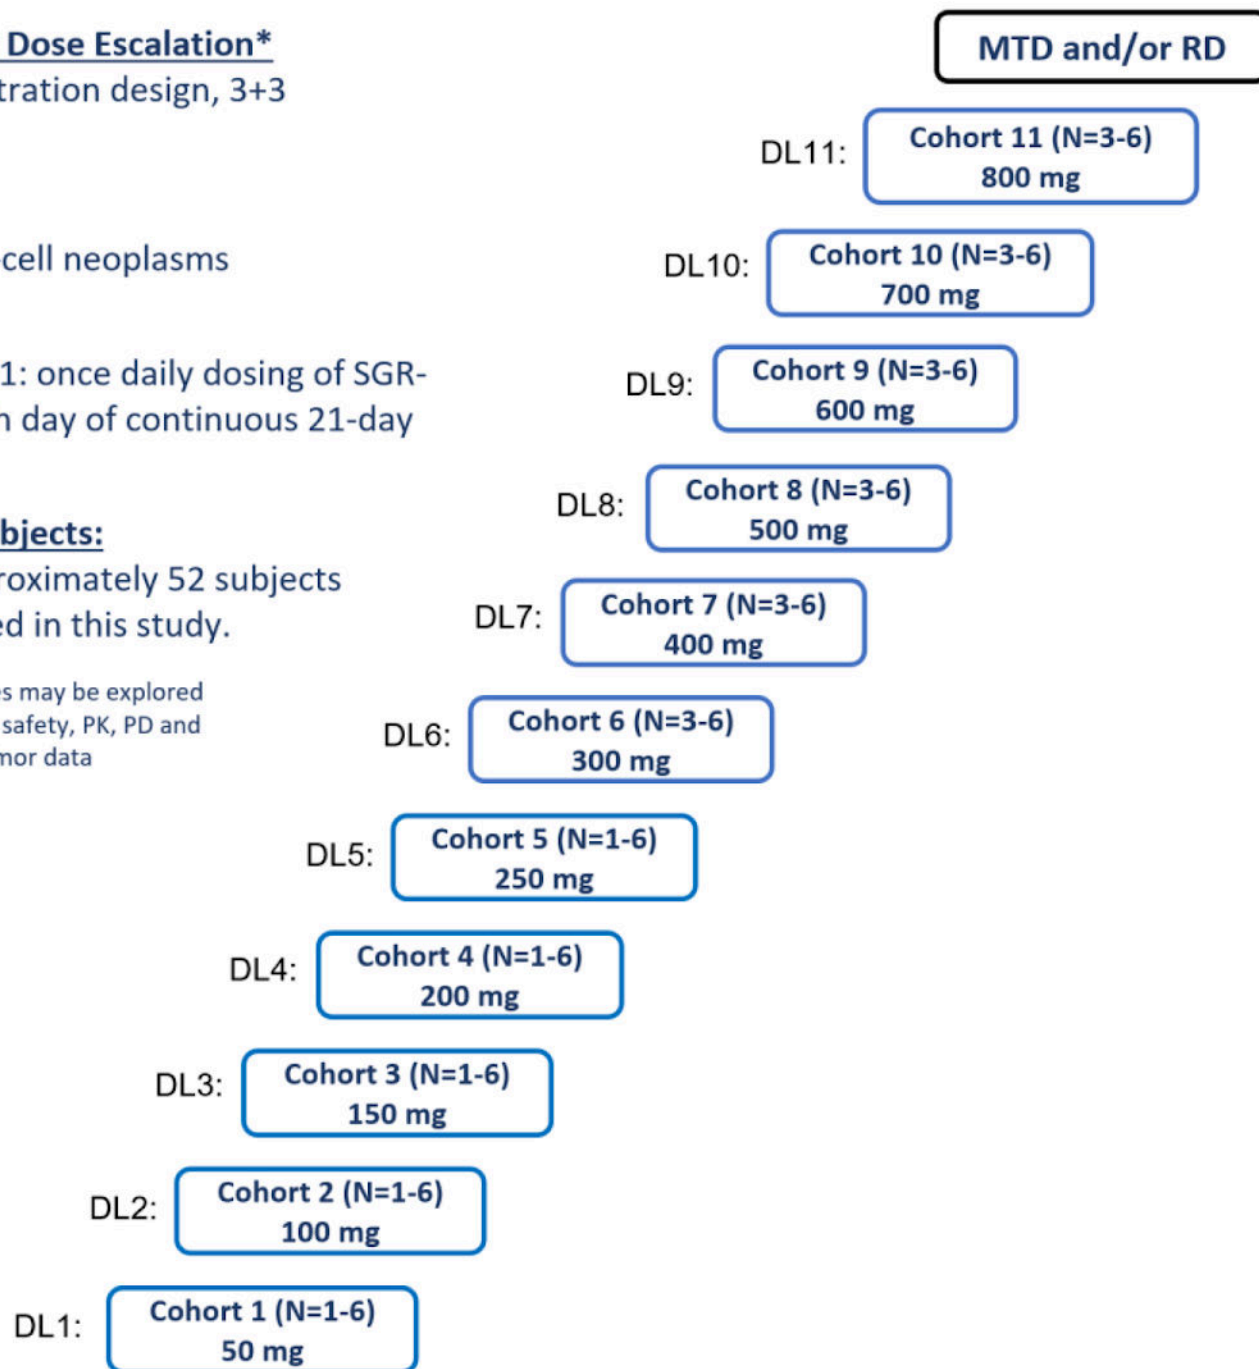 Dose Escalation*
tration design, 3+3
cell neoplasms
1: once daily dosing of SGR-
n day of continuous 21-day
bjects:
roximately 52 subjects
ed in this study.
es may be explored
safety, PK, PD and
mor data
MTD and/or RD
DL11:
Cohort 11 (N=3-6)
800 mg
DL10:
Cohort 10 (N=3-6)
700 mg
DL9:
Cohort 9 (N=3-6)
600 mg
DL8:
Cohort 8 (N=3-6)
500 mg
DL7:
Cohort 7 (N=3-6)
400 mg
DL6:
Cohort 6 (N=3-6)
300 mg
DL5:
Cohort 5 (N=1-6)
250 mg
DL4:
Cohort 4 (N=1-6)
200 mg
DL3:
Cohort 3 (N=1-6)
150 mg
DL2:
Cohort 2 (N=1-6)
100 mg
DL1:
Cohort 1 (N=1-6)
50 mg